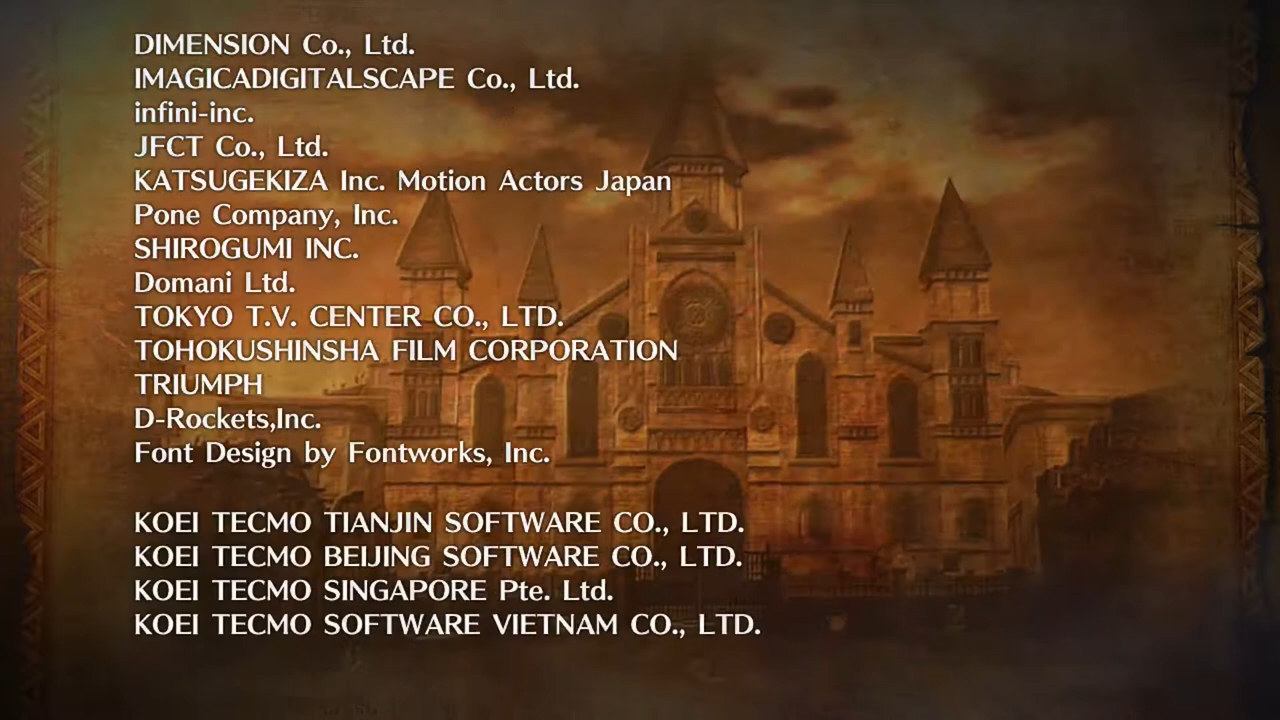 DIMENSION Co., Ltd.
IMAGICADIGITALSCAPE Co., Ltd.
infini-inc.
JFCT Co., Ltd.
KATSUGEKIZA Inc. Motion Actors Japan
Pone Company, Inc.
SHIROGUMI INC.
Domani Ltd.
TOKYO T.V. CENTER CO., LTD.
TOHOKUSHINSHA FILM CORPORATION
TRIUMPH
D-Rockets,Inc.
Font Design by Fontworks, Inc.
KOEI TECMO TIANJIN SOFTWARE CO., LTD.
KOEI TECMO BEIJING SOFTWARE CO., LTD.
KOEI TECMO SINGAPORE Pte. Ltd.
KOEI TECMO SOFTWARE VIETNAM CO., LTD.